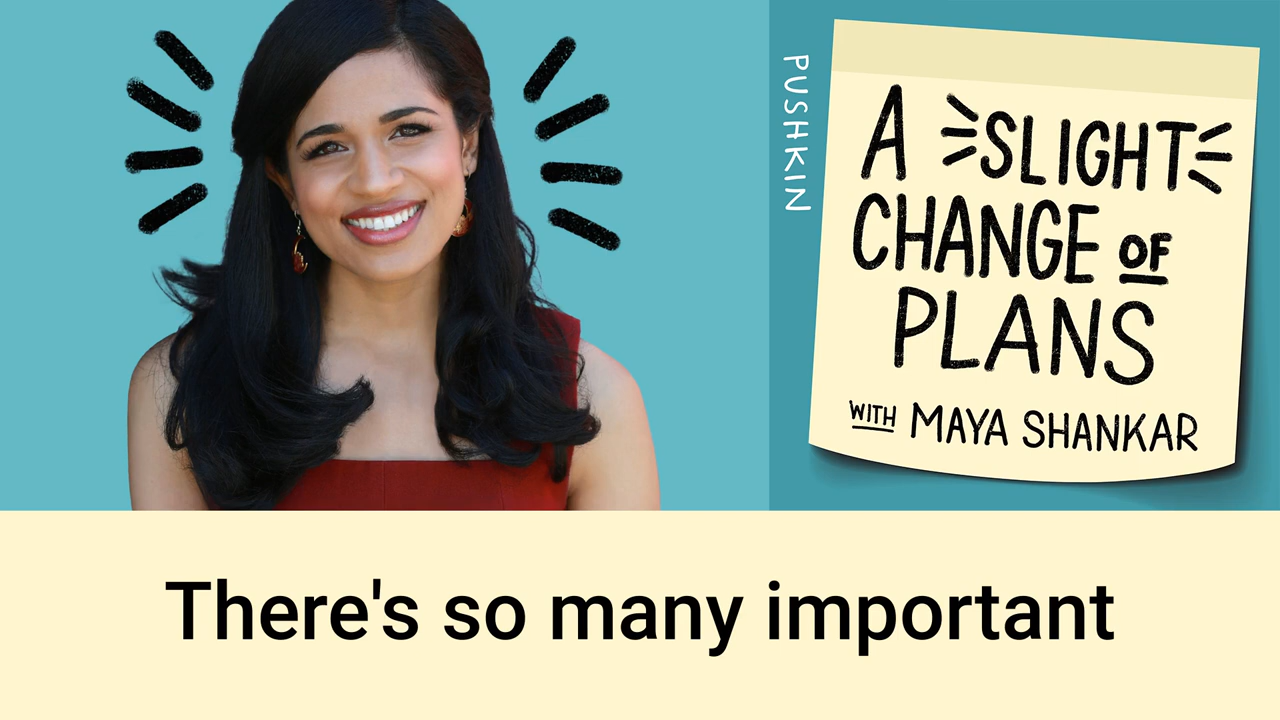 PUSHKIN
A SLIGHT
CHANGE OF
PLANS
WITH MAYA SHANKAR
There's so many important